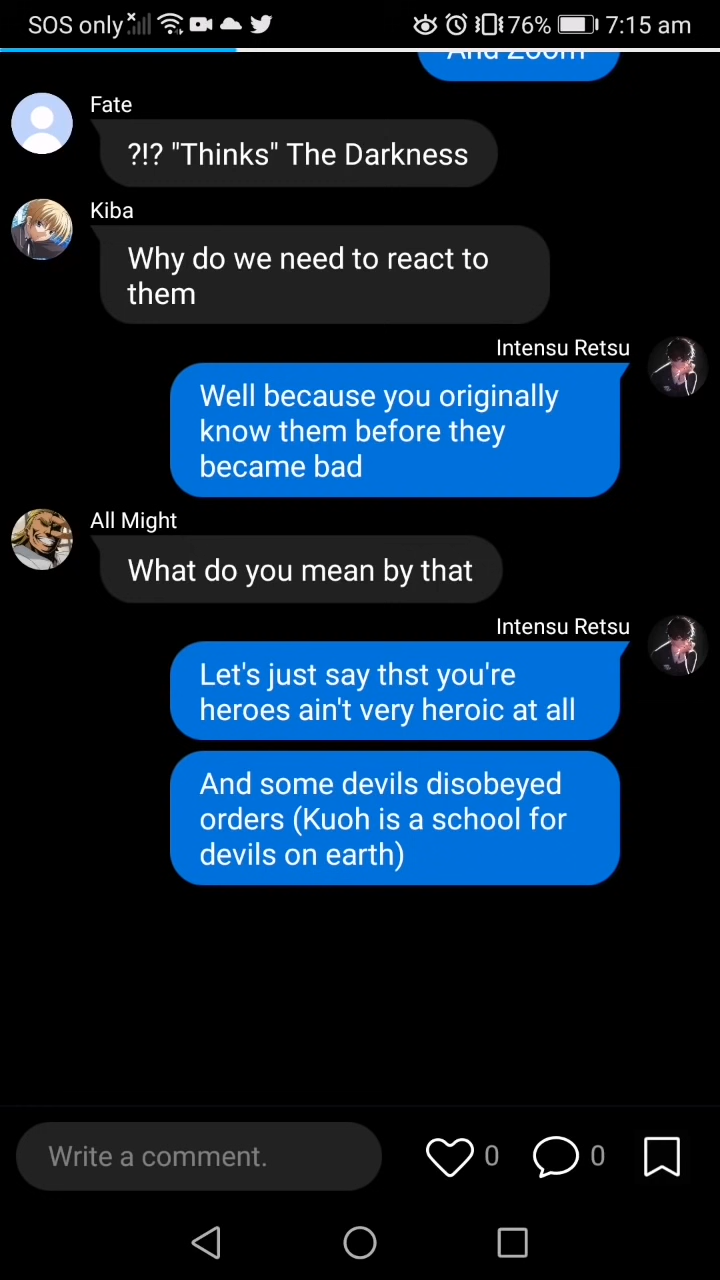 SOS only 76% 7:15 am
And Zoom
Fate
?!? "Thinks" The Darkness
Kiba
Why do we need to react to
them
Intensu Retsu
Well because you originally
know them before they
became bad
All Might
What do you mean by that
Intensu Retsu
Let's just say thst you're
heroes ain't very heroic at all
And some devils disobeyed
orders (Kuoh is a school for
devils on earth)
Write a comment. 0 0